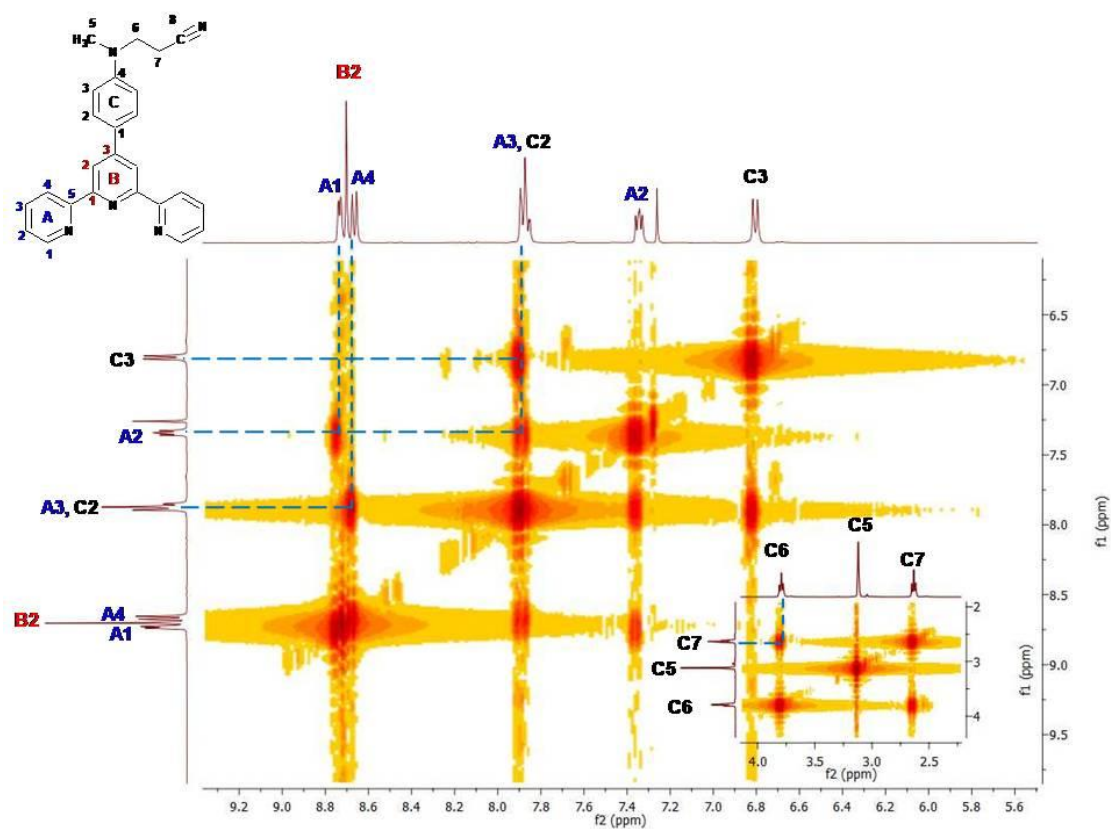 5
6
8
H3C
N
N
7
4
3
C
2
1
3
2
B
4
5
1
N
3
A
2
N
N
1
B2
A3, C2
A1
A4
A2
C3
C3
A2
A3, C2
A4
B2
A1
6.5
7.0
7.5
8.0
8.5
9.0
9.5
f1 (ppm)
9.2 9.0 8.8 8.6 8.4 8.2 8.0 7.8 7.6 7.4 7.2 7.0 6.8 6.6 6.4 6.2 6.0 5.8 5.6
f2 (ppm)
C5
C6
C7
C7
C5
C6
2
3
4
f1 (ppm)
4.0 3.5 3.0 2.5
f2 (ppm)